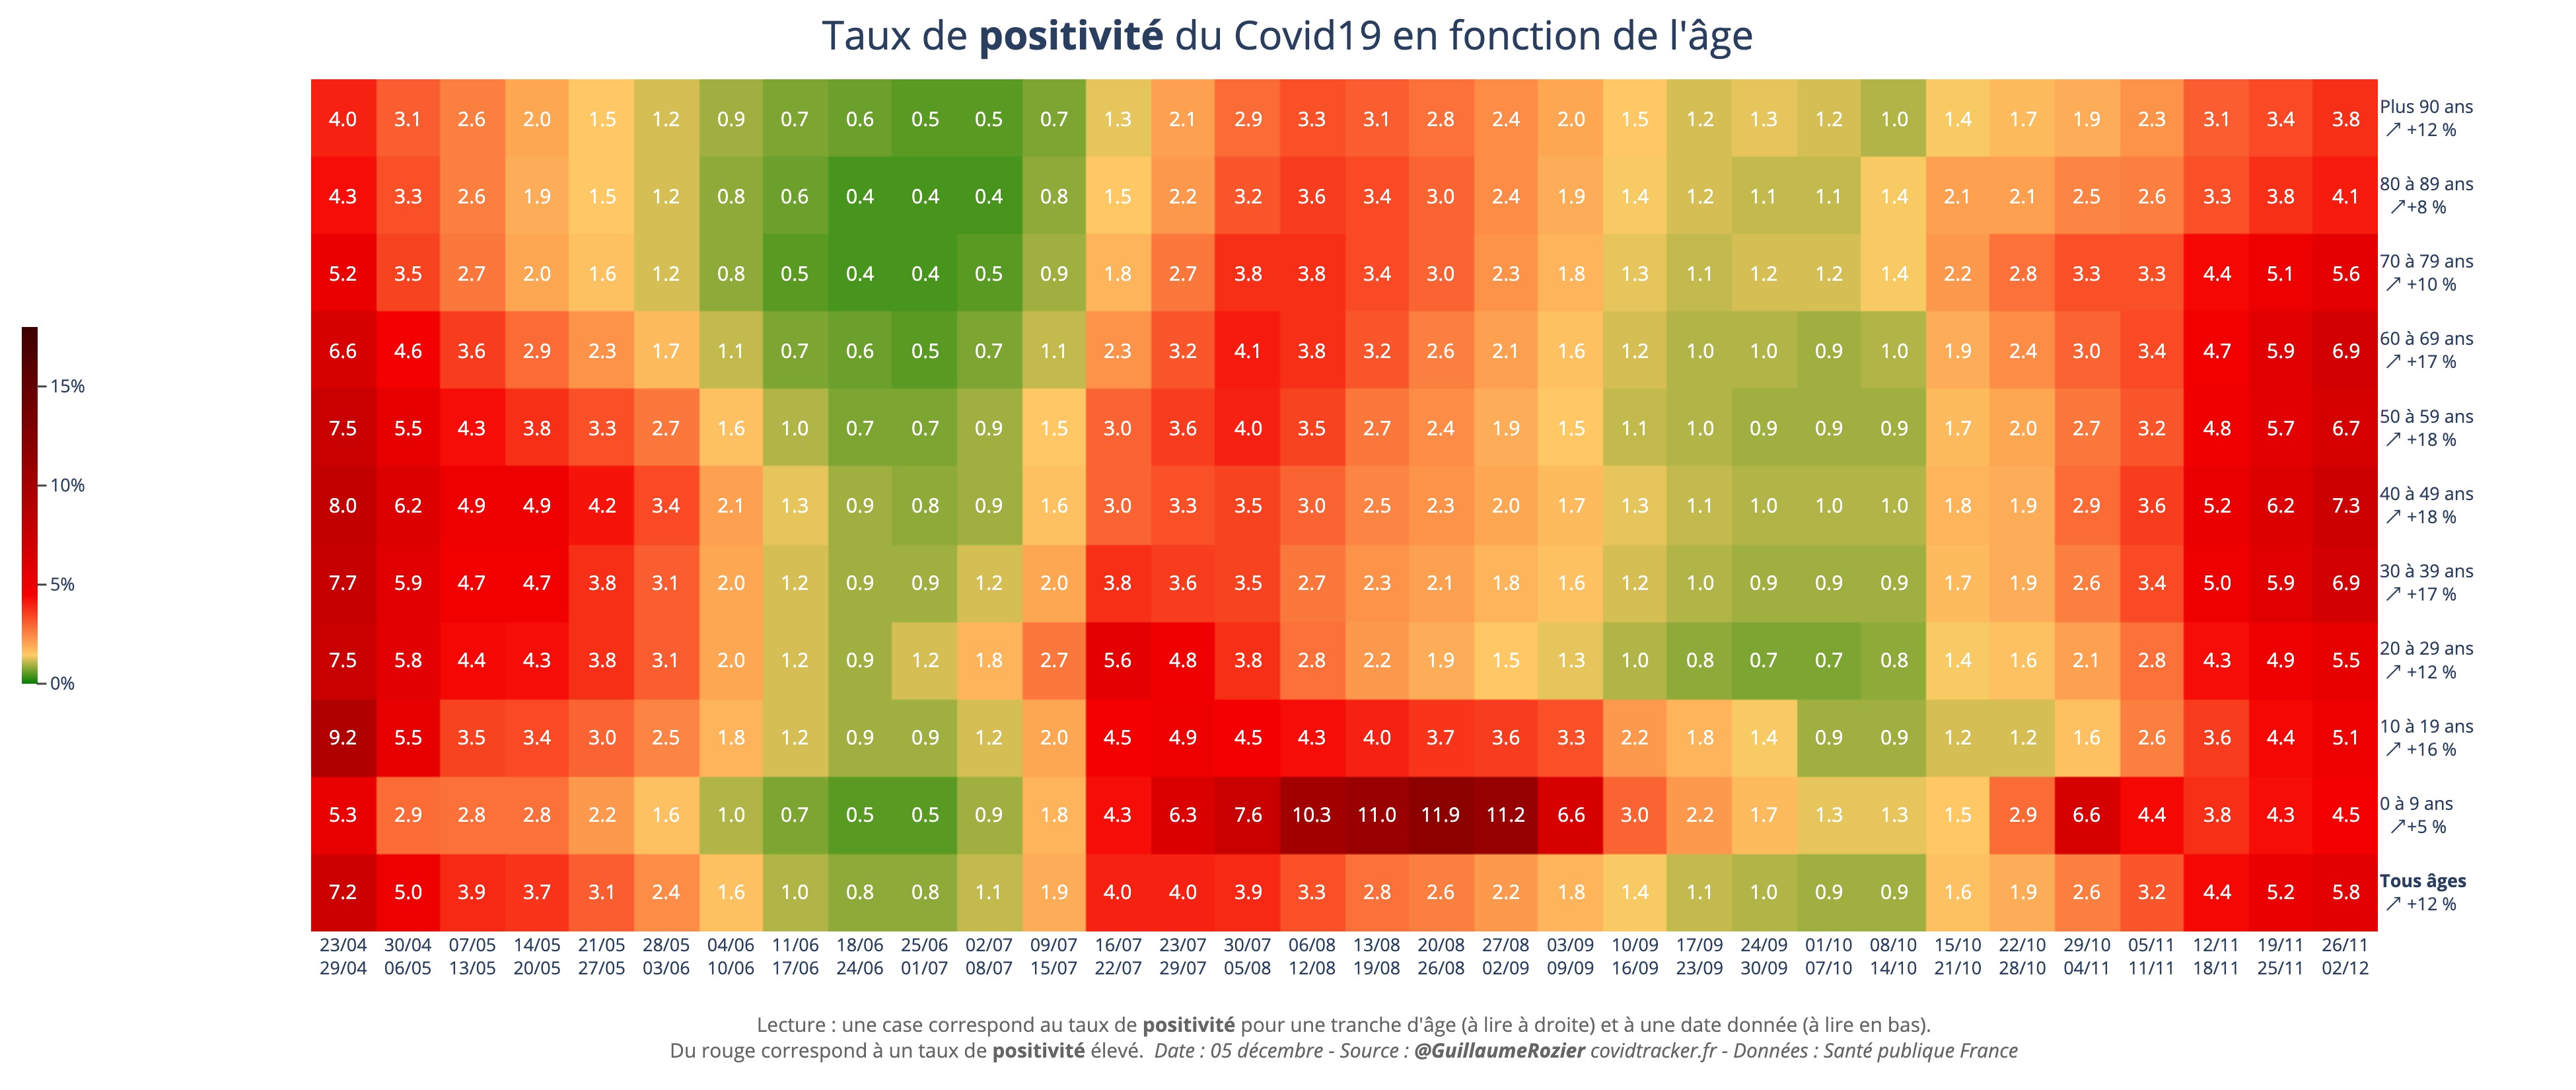 Taux de positivité du Covid19 en fonction de l'âge
4.0 3.1 2.6 2.0 1.5 1.2 0.9 0.7 0.6 0.5 0.5 0.7 1.3 2.1 2.9 3.3 3.1 2.8 2.4 2.0 1.5 1.2 1.3 1.2 1.0 1.4 1.7 1.9 2.3 3.1 3.4 3.8 Plus 90 ans
↗ +12 %
4.3 3.3 2.6 1.9 1.5 1.2 0.8 0.6 0.4 0.4 0.4 0.8 1.5 2.2 3.2 3.6 3.4 3.0 2.4 1.9 1.4 1.2 1.1 1.1 1.4 2.1 2.1 2.5 2.6 3.3 3.8 4.1 80 à 89 ans
↗+8 %
5.2 3.5 2.7 2.0 1.6 1.2 0.8 0.5 0.4 0.4 0.5 0.9 1.8 2.7 3.8 3.8 3.4 3.0 2.3 1.8 1.3 1.1 1.2 1.2 1.4 2.2 2.8 3.3 3.3 4.4 5.1 5.6 70 à 79 ans
↗ +10 %
6.6 4.6 3.6 2.9 2.3 1.7 1.1 0.7 0.6 0.5 0.7 1.1 2.3 3.2 4.1 3.8 3.2 2.6 2.1 1.6 1.2 1.0 1.0 0.9 1.0 1.9 2.4 3.0 3.4 4.7 5.9 6.9 60 à 69 ans
↗ +17 %
15%
7.5 5.5 4.3 3.8 3.3 2.7 1.6 1.0 0.7 0.7 0.9 1.5 3.0 3.6 4.0 3.5 2.7 2.4 1.9 1.5 1.1 1.0 0.9 0.9 0.9 1.7 2.0 2.7 3.2 4.8 5.7 6.7 50 à 59 ans
↗ +18 %
10%
8.0 6.2 4.9 4.9 4.2 3.4 2.1 1.3 0.9 0.8 0.9 1.6 3.0 3.3 3.5 3.0 2.5 2.3 2.0 1.7 1.3 1.1 1.0 1.0 1.0 1.8 1.9 2.9 3.6 5.2 6.2 7.3 40 à 49 ans
↗ +18 %
5%
7.7 5.9 4.7 4.7 3.8 3.1 2.0 1.2 0.9 0.9 1.2 2.0 3.8 3.6 3.5 2.7 2.3 2.1 1.8 1.6 1.2 1.0 0.9 0.9 0.9 1.7 1.9 2.6 3.4 5.0 5.9 6.9 30 à 39 ans
↗ +17 %
7.5 5.8 4.4 4.3 3.8 3.1 2.0 1.2 0.9 1.2 1.8 2.7 5.6 4.8 3.8 2.8 2.2 1.9 1.5 1.3 1.0 0.8 0.7 0.7 0.8 1.4 1.6 2.1 2.8 4.3 4.9 5.5 20 à 29 ans
↗ +12 %
0%
9.2 5.5 3.5 3.4 3.0 2.5 1.8 1.2 0.9 0.9 1.2 2.0 4.5 4.9 4.5 4.3 4.0 3.7 3.6 3.3 2.2 1.8 1.4 0.9 0.9 1.2 1.2 1.6 2.6 3.6 4.4 5.1 10 à 19 ans
↗ +16 %
5.3 2.9 2.8 2.8 2.2 1.6 1.0 0.7 0.5 0.5 0.9 1.8 4.3 6.3 7.6 10.3 11.0 11.9 11.2 6.6 3.0 2.2 1.7 1.3 1.3 1.5 2.9 6.6 4.4 3.8 4.3 4.5 0 à 9 ans
↗+5 %
7.2 5.0 3.9 3.7 3.1 2.4 1.6 1.0 0.8 0.8 1.1 1.9 4.0 4.0 3.9 3.3 2.8 2.6 2.2 1.8 1.4 1.1 1.0 0.9 0.9 1.6 1.9 2.6 3.2 4.4 5.2 5.8 Tous âges
↗ +12 %
23/04 30/04 07/05 14/05 21/05 28/05 04/06 11/06 18/06 25/06 02/07 09/07 16/07 23/07 30/07 06/08 13/08 20/08 27/08 03/09 10/09 17/09 24/09 01/10 08/10 15/10 22/10 29/10 05/11 12/11 19/11 26/11
29/04 06/05 13/05 20/05 27/05 03/06 10/06 17/06 24/06 01/07 08/07 15/07 22/07 29/07 05/08 12/08 19/08 26/08 02/09 09/09 16/09 23/09 30/09 07/10 14/10 21/10 28/10 04/11 11/11 18/11 25/11 02/12
Lecture : une case correspond au taux de positivité pour une tranche d'âge (à lire à droite) et à une date donnée (à lire en bas).
Du rouge correspond à un taux de positivité élevé. Date : 05 décembre - Source : @GuillaumeRozier covidtracker.fr - Données : Santé publique France